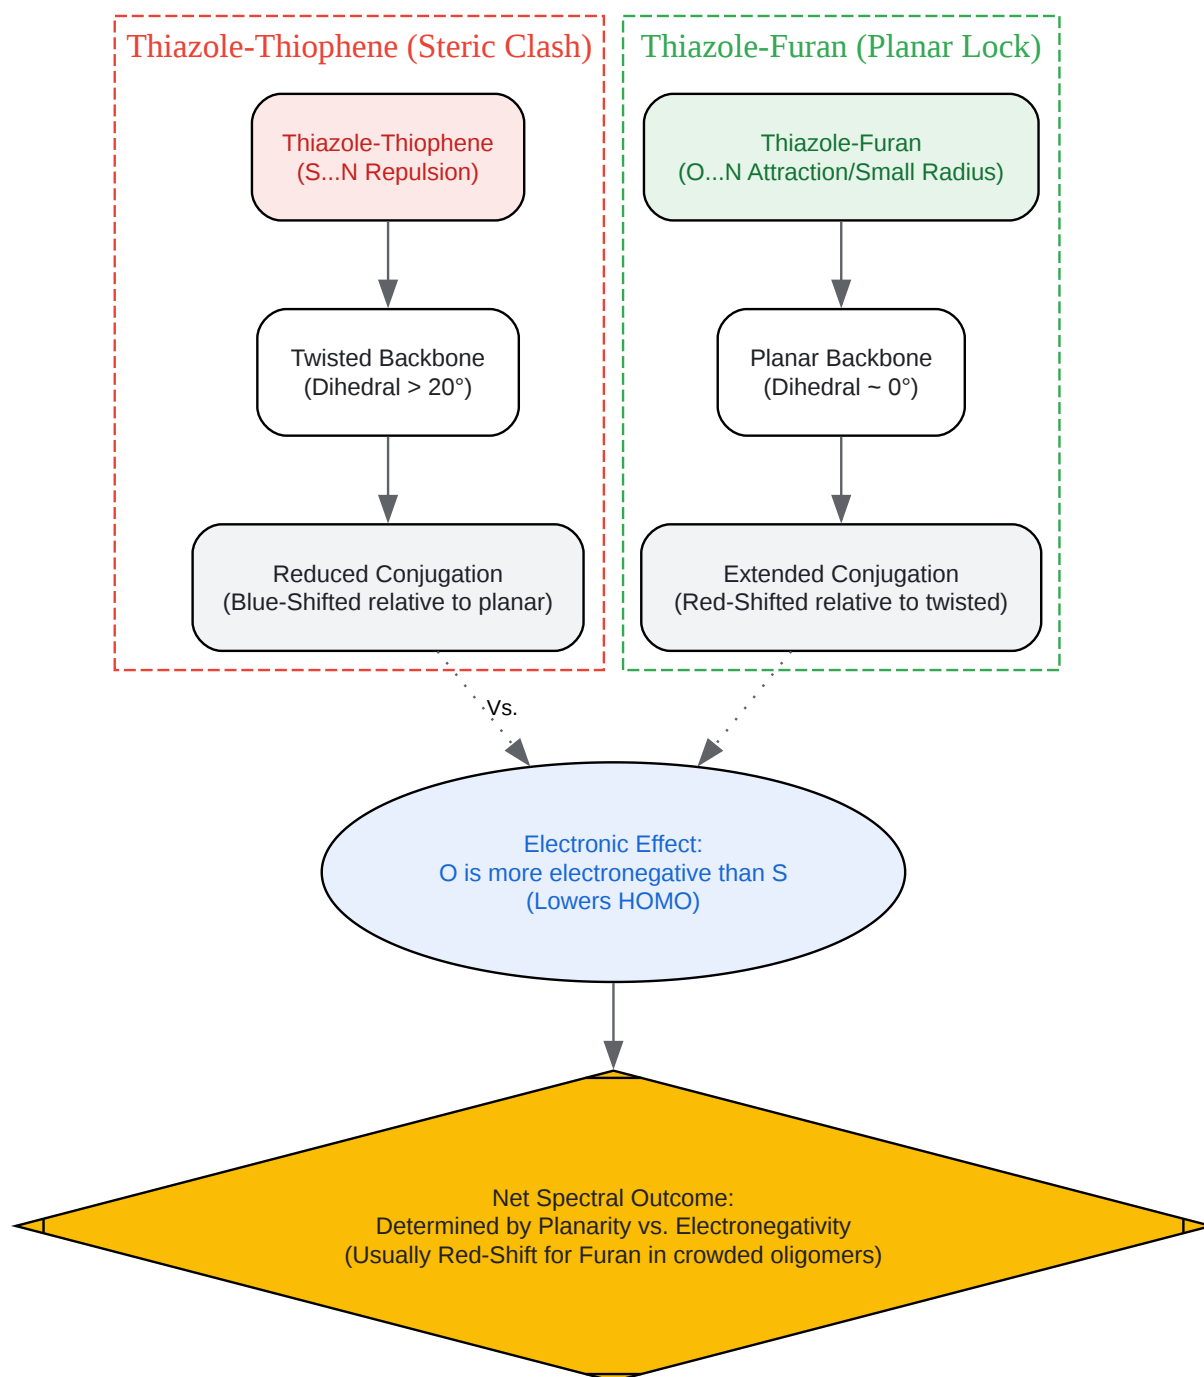 Thiazole-Thiophene (Steric Clash)
Thiazole-Thiophene
(S...N Repulsion)
Twisted Backbone
(Dihedral > 20°)
Reduced Conjugation
(Blue-Shifted relative to planar)
Thiazole-Furan (Planar Lock)
Thiazole-Furan
(O...N Attraction/Small Radius)
Planar Backbone
(Dihedral ~ 0°)
Extended Conjugation
(Red-Shifted relative to twisted)
Vs.
Electronic Effect:
O is more electronegative than S
(Lowers HOMO)
Net Spectral Outcome:
Determined by Planarity vs. Electronegativity
(Usually Red-Shift for Furan in crowded oligomers)